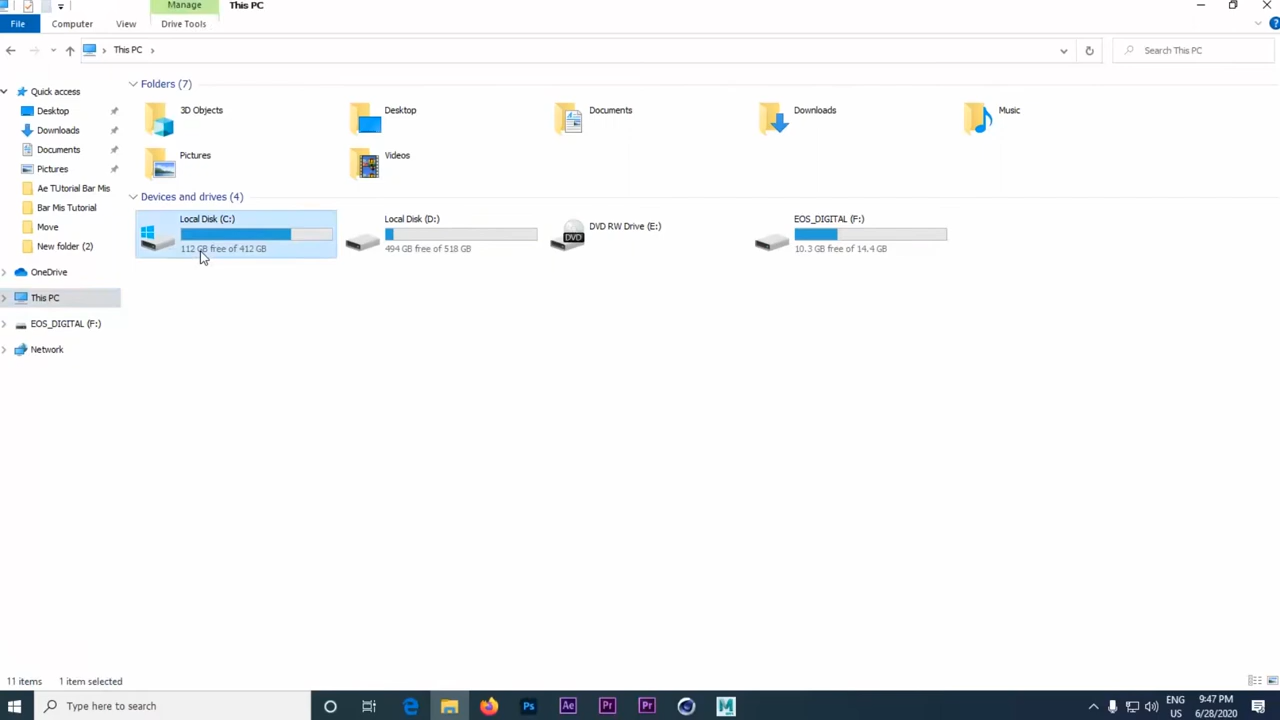 Manage
This PC
File
Computer
View
Drive Tools
This PC
Search This PC
Folders (7)
3D Objects
Desktop
Documents
Downloads
Music
Pictures
Videos
Devices and drives (4)
Local Disk (C:)
112 GB free of 412 GB
Local Disk (D:)
494 GB free of 518 GB
DVD
DVD RW Drive (E:)
EOS_DIGITAL (F:)
10.3 GB free of 14.4 GB
Quick access
Desktop
Downloads
Documents
Pictures
Ae TUtorial Bar Mis
Bar Mis Tutorial
Move
New folder (2)
OneDrive
This PC
EOS_DIGITAL (F:)
Network
11 items
1 item selected
Type here to search
Ps
Ae
Pr
Pr
M
ENG
US
9:47 PM
6/28/2020